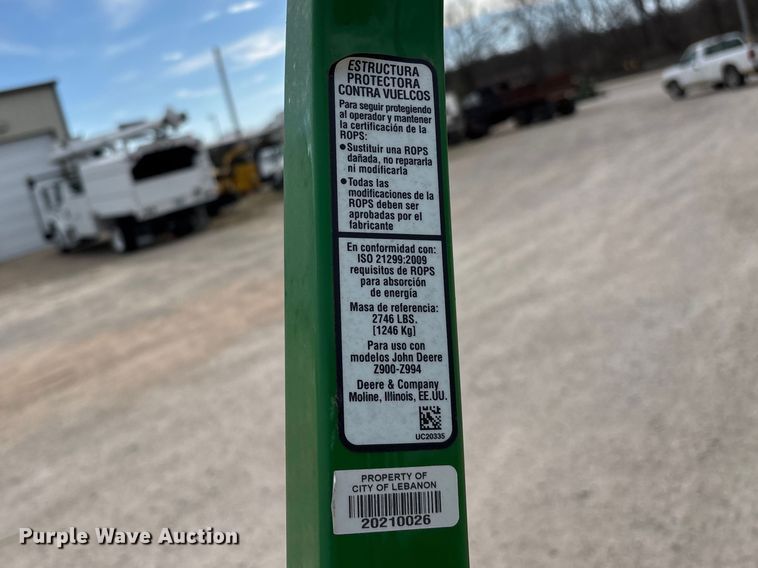 ESTRUCTURA
PROTECTORA
CONTRA VUELCOS
Para seguir protegiendo
al operador y mantener
la certificación de la
ROPS:
•Sustituir una ROPS
dañada, no repararla
ni modificarla
•Todas las
modificaciones de la
ROPS deben ser
aprobadas por el
fabricante
En conformidad con:
ISO 21299:2009
requisitos de ROPS
para absorción
de energía
Masa de referencia:
2746 LBS.
[1246 Kg]
Para uso con
modelos John Deere
Z900-Z994
Deere & Company
Moline, Illinois, EE.UU.
UC20335
PROPERTY OF
CITY OF LEBANON
20210026
Purple Wave Auction